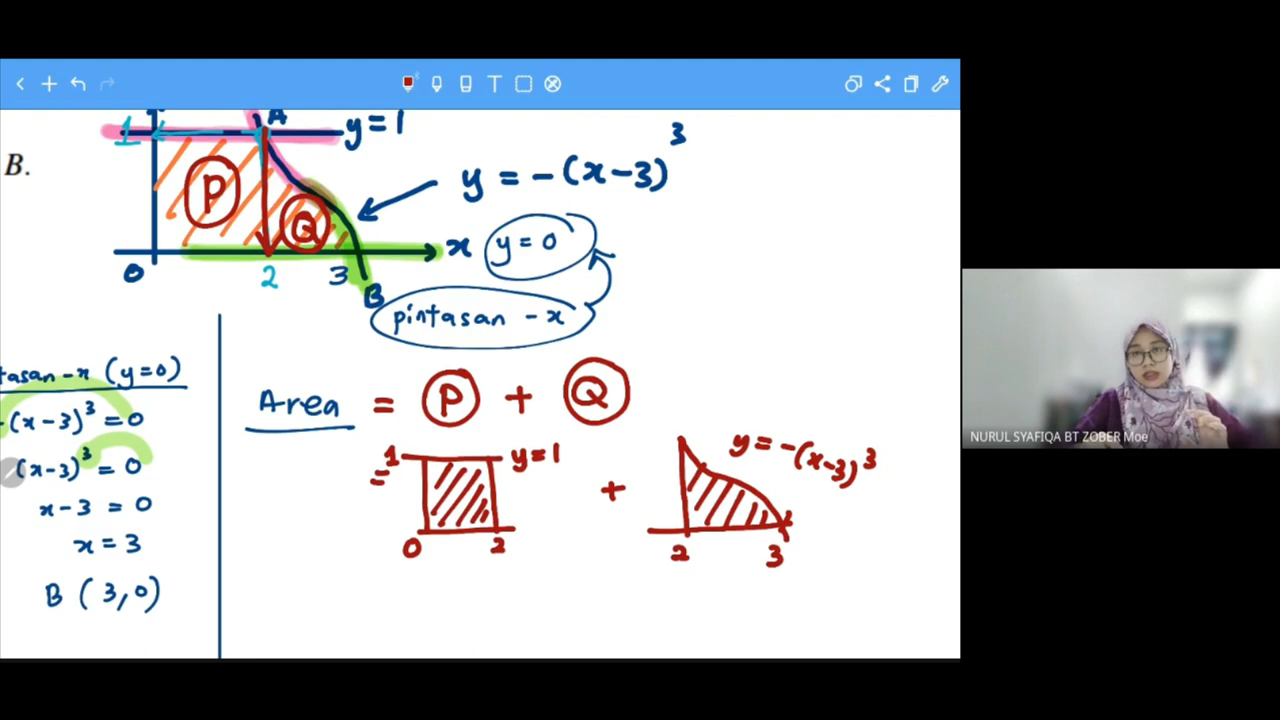 A
1
y = 1
3
B.
P
y = -(x-3)
Q
x
y = 0
0
2
3
B
pintasan - x
tasan - x (y=0)
Area = P + Q
-(x-3)³ = 0
1
y = 1
y = -(x-3)³
(x-3)³ = 0
=
+
x - 3 = 0
0
2
2
3
x = 3
B (3,0)
NURUL SYAFIQA BT ZOBER Moe